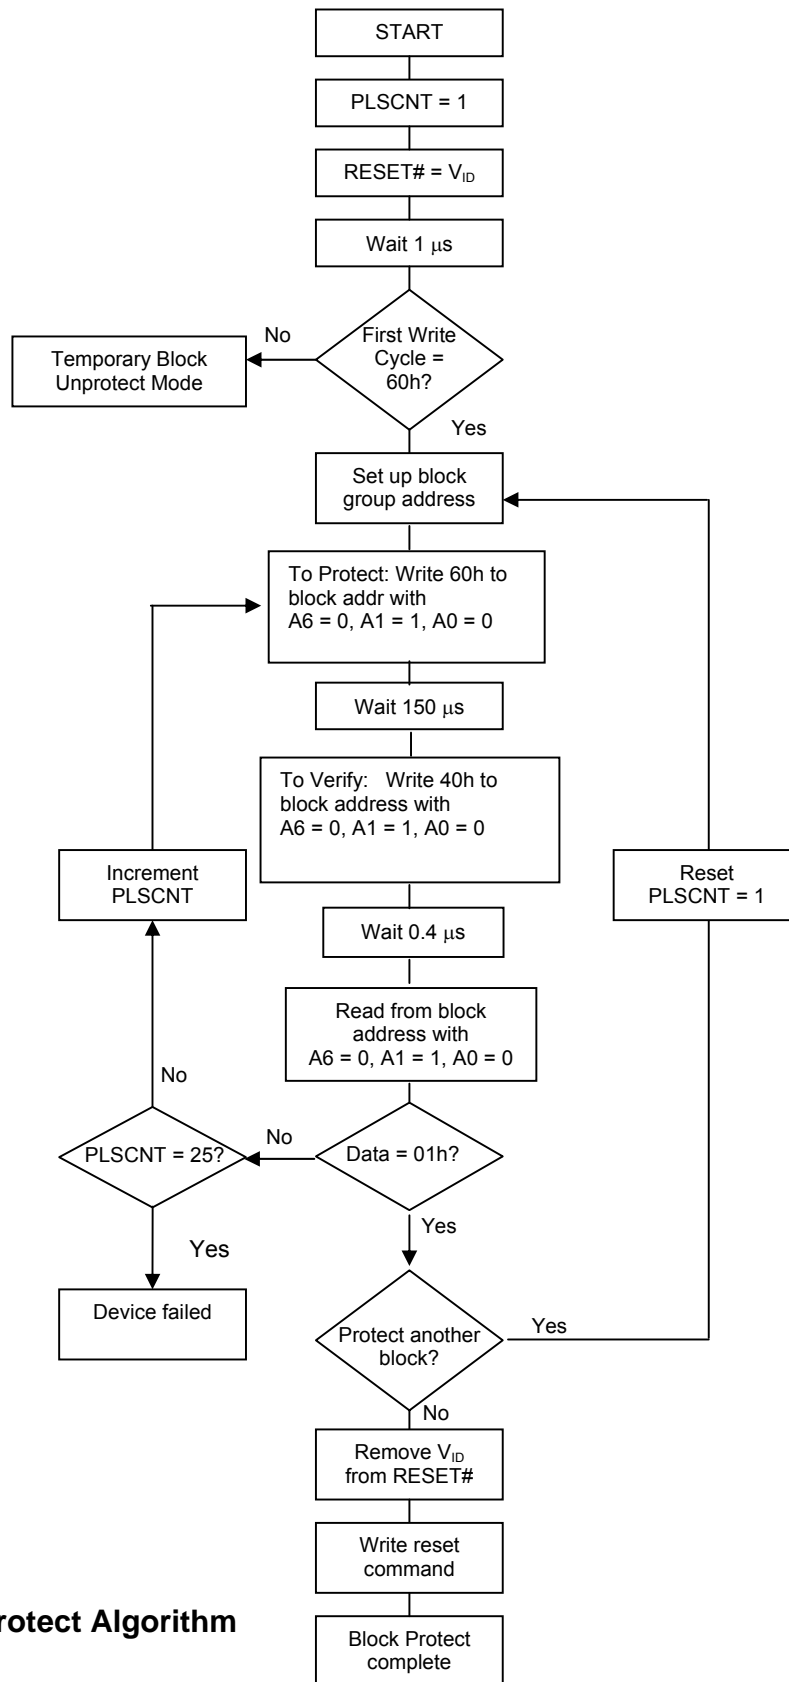 START
PLSCNT = 1
RESET# = VID
Wait 1 μs
First Write
Cycle =
60h?
No
Temporary Block
Unprotect Mode
Yes
Set up block
group address
To Protect: Write 60h to
block addr with
A6 = 0, A1 = 1, A0 = 0
Wait 150 μs
To Verify: Write 40h to
block address with
A6 = 0, A1 = 1, A0 = 0
Increment
PLSCNT
Reset
PLSCNT = 1
Wait 0.4 μs
Read from block
address with
A6 = 0, A1 = 1, A0 = 0
No
PLSCNT = 25?
No
Data = 01h?
Yes
Yes
Device failed
Protect another
block?
Yes
No
Remove VID
from RESET#
Write reset
command
rotect Algorithm
Block Protect
complete